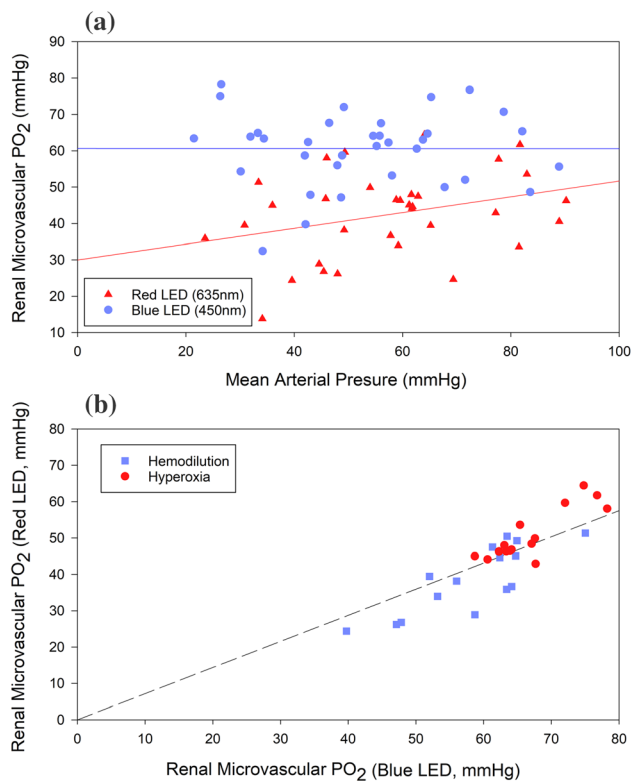 (a)
90
80
70
60
50
40
30
20
10
Renal Microvascular PO2 (mmHg)
Red LED (635nm)
Blue LED (450nm)
0 20 40 60 80 100
Mean Arterial Presure (mmHg)
(b)
80
70
60
50
40
30
20
10
0
Renal Microvascular PO2 (Red LED, mmHg)
Hemodilution
Hyperoxia
0 10 20 30 40 50 60 70 80
Renal Microvascular PO2 (Blue LED, mmHg)